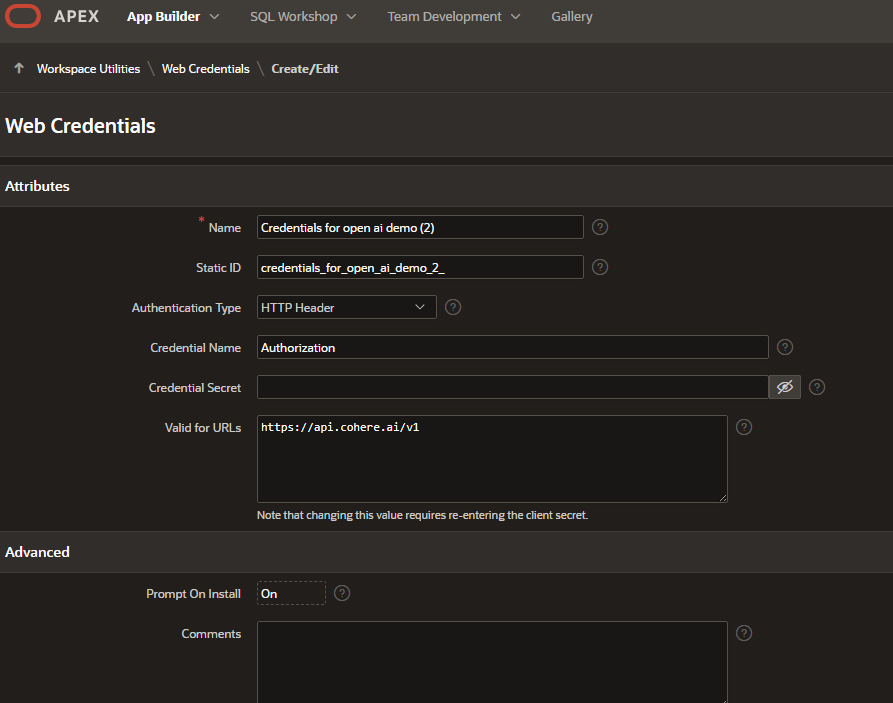 APEX App Builder SQL Workshop Team Development Gallery
Workspace Utilities \ Web Credentials \ Create/Edit
Web Credentials
Attributes
* Name Credentials for open ai demo (2) ?
Static ID credentials_for_open_ai_demo_2_ ?
Authentication Type HTTP Header ?
Credential Name Authorization ?
Credential Secret ?
Valid for URLs https://api.cohere.ai/v1 ?
Note that changing this value requires re-entering the client secret.
Advanced
Prompt On Install On ?
Comments ?